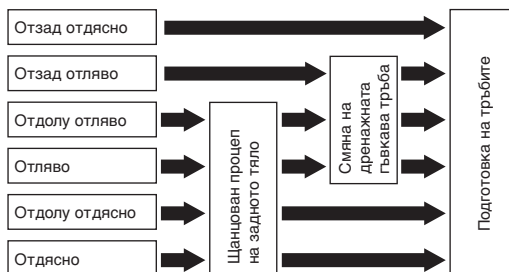 Отзад отдясно
Отзад отляво
Отдолу отляво
Отляво
Отдолу отдясно
Отдясно
Щанцован процеп
на задното тяло
Смяна на
дренажната
гъвкава тръба
Подготовка на тръбите